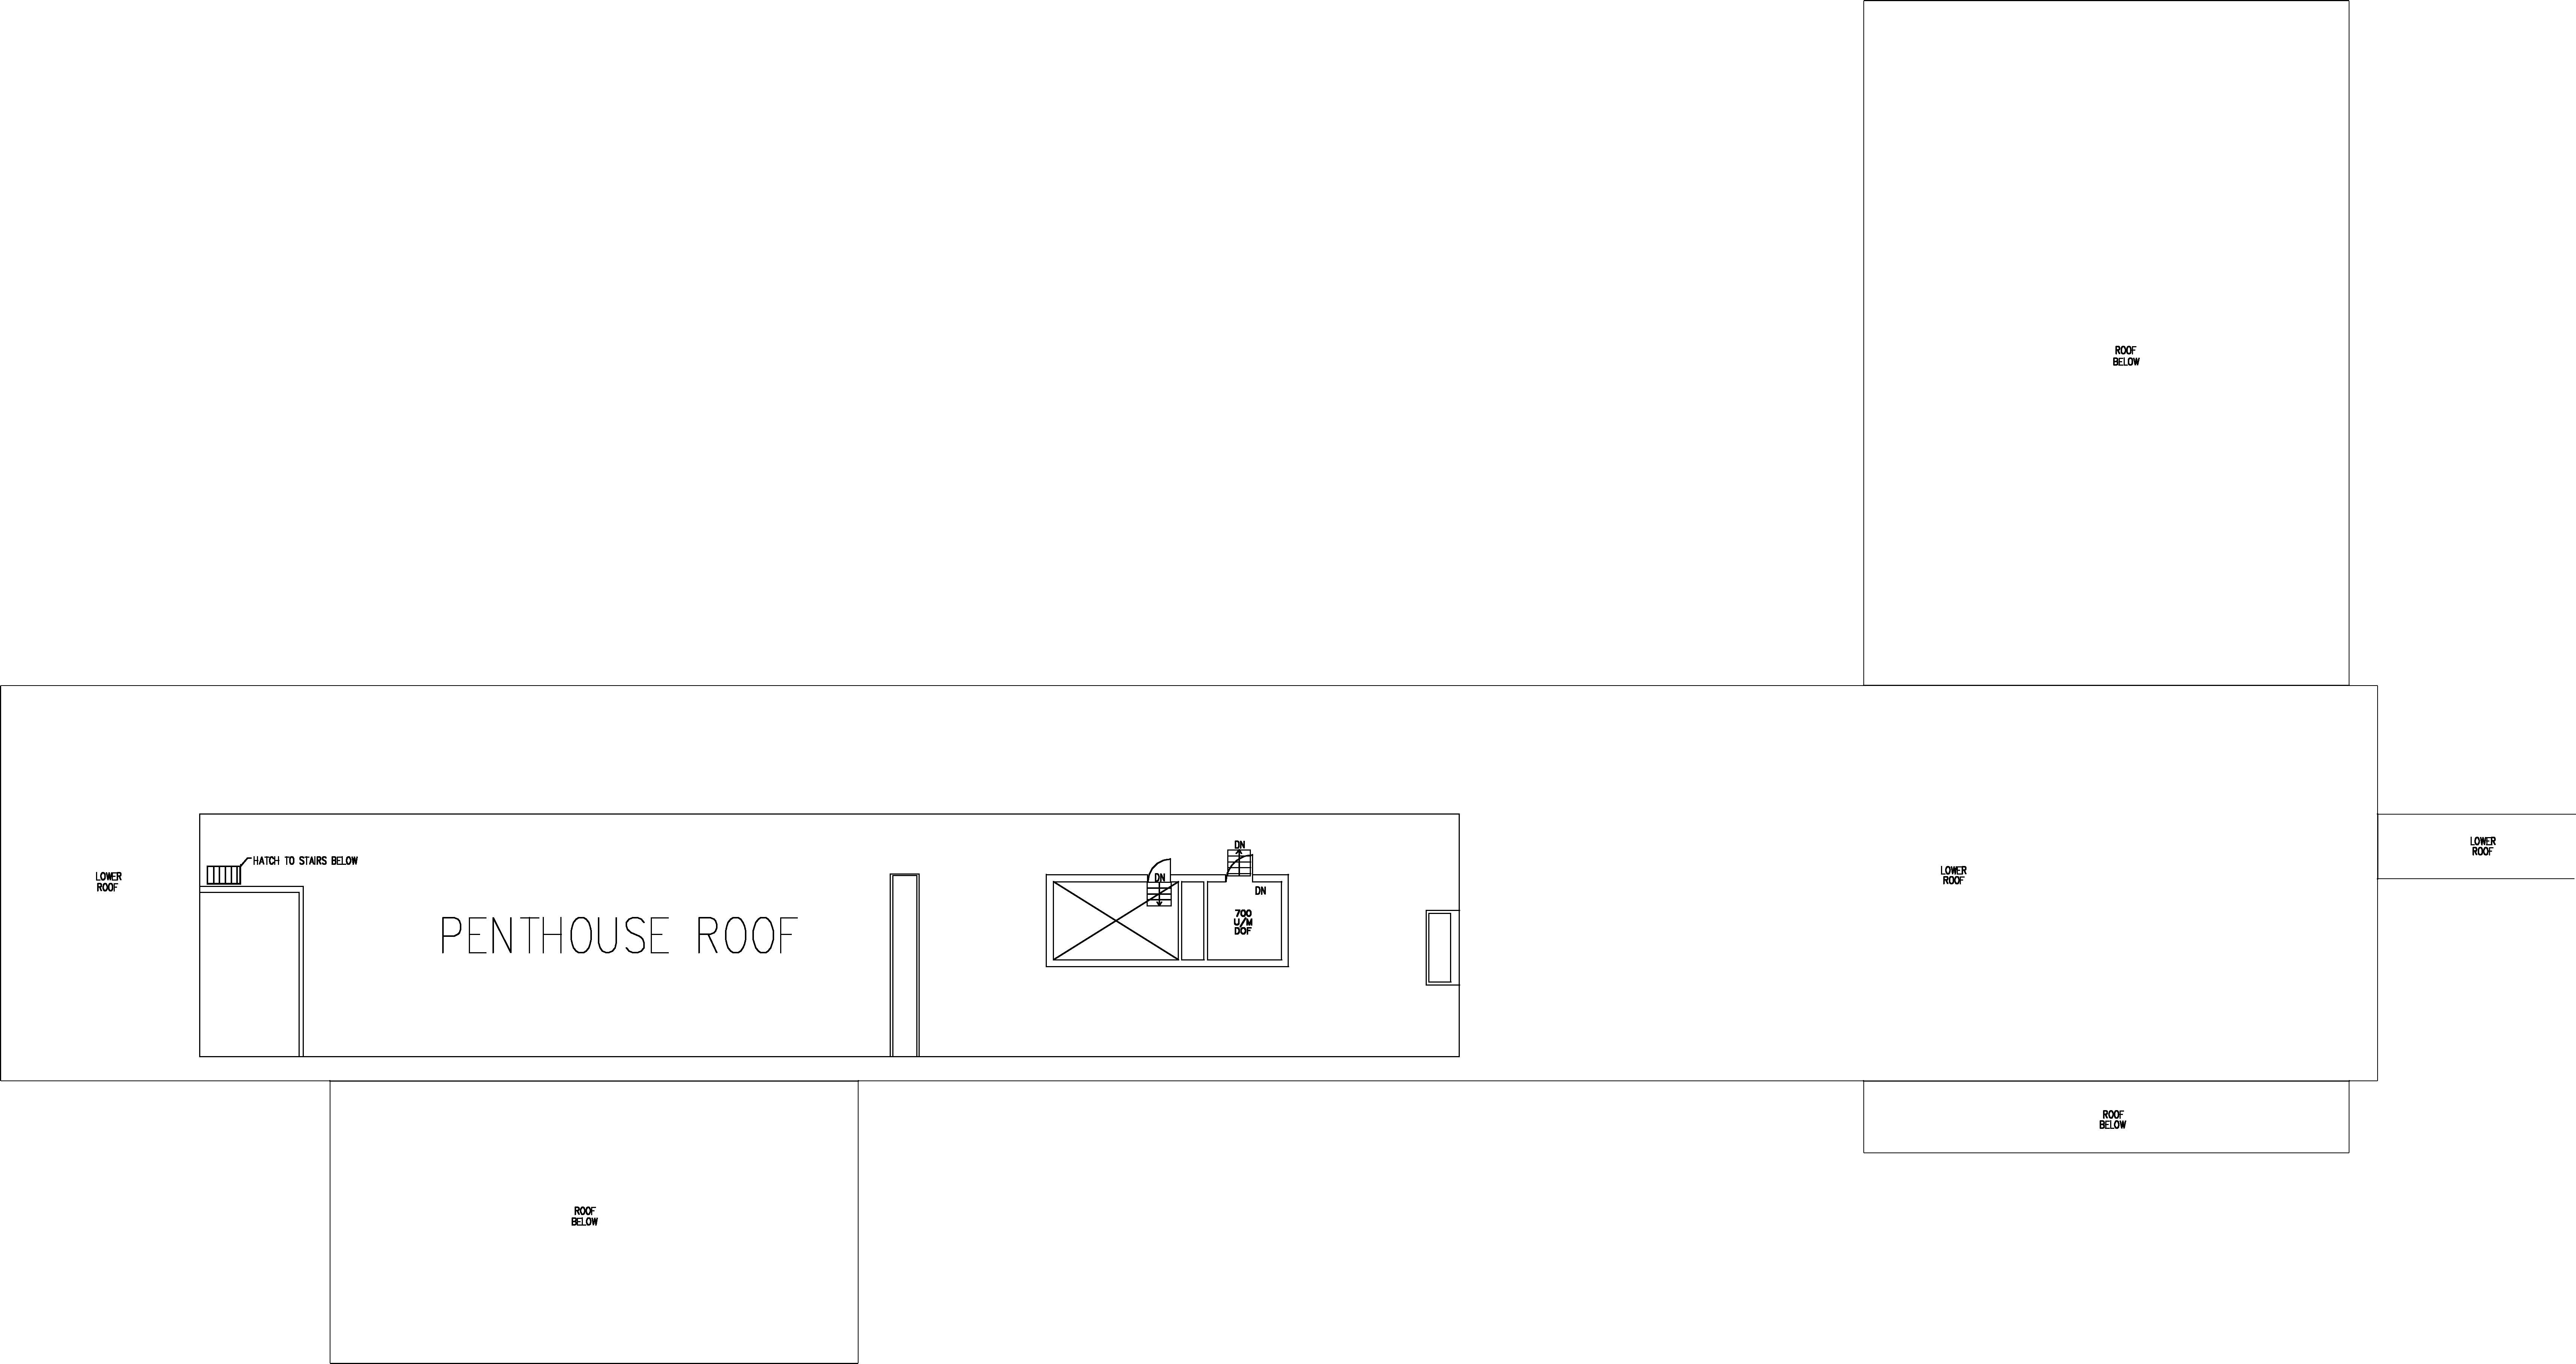 ROOF
BELOW
LOWER
ROOF
HATCH TO STAIRS BELOW
PENTHOUSE ROOF
DN
DN
DN
700
U/M
DOF
LOWER
ROOF
LOWER
ROOF
ROOF
BELOW
ROOF
BELOW